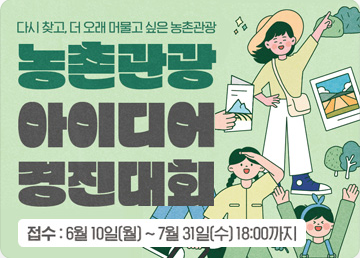 다시 찾고, 더 오래 머물고 싶은 농촌관광
농촌관광
아이디어
경진대회
접수 : 6월 10일(월) ~ 7월 31일(수) 18:00까지